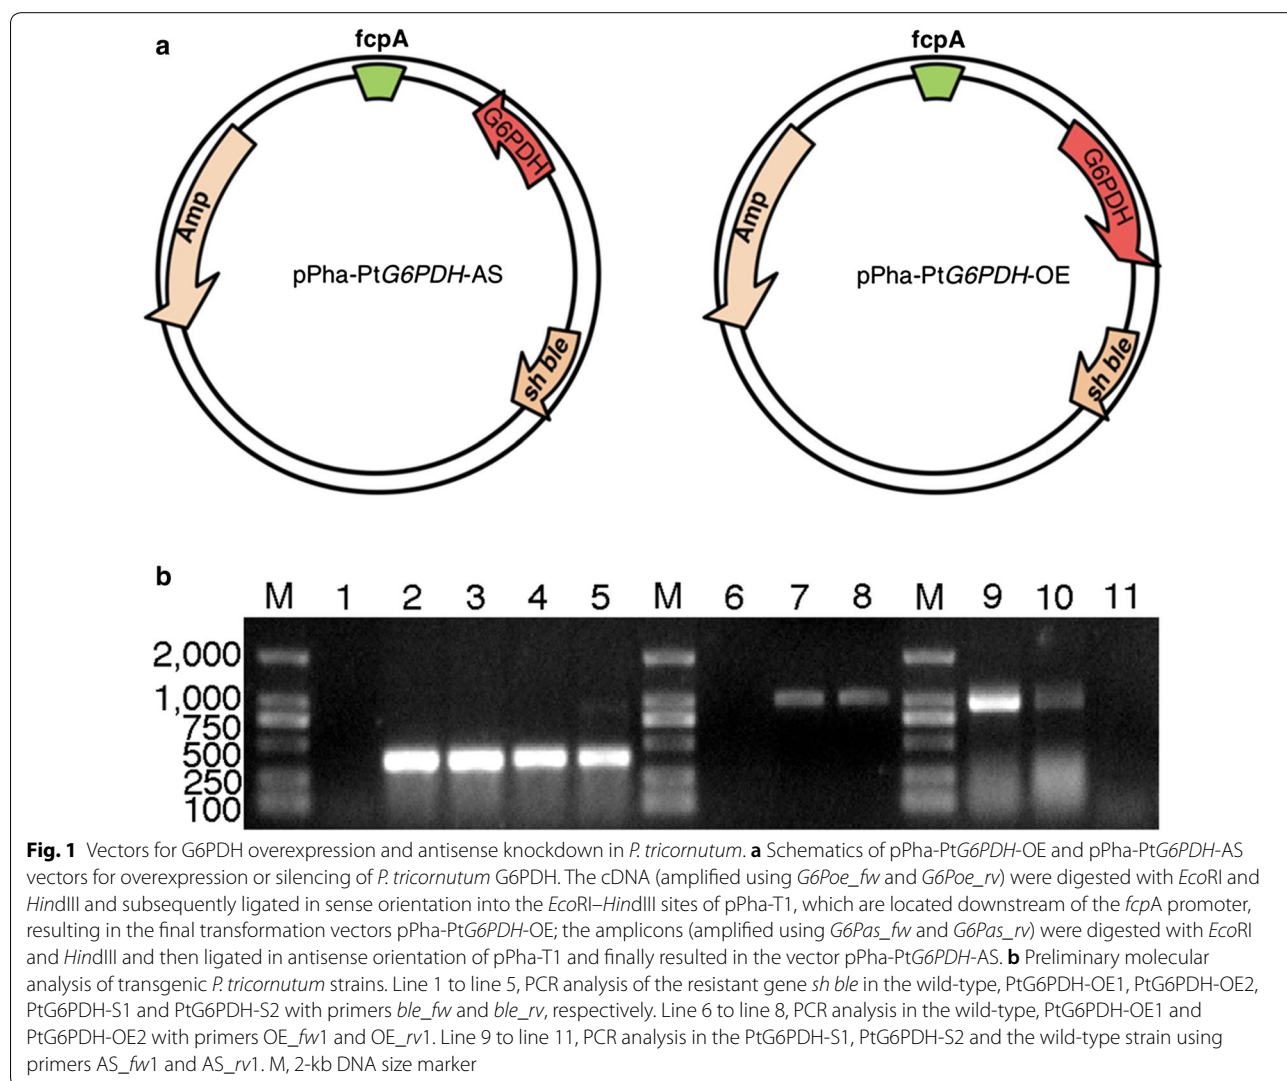 a
fcpA
fcpA
G6PDH
G6PDH
Amp
Amp
pPha-PtG6PDH-AS
pPha-PtG6PDH-OE
sh ble
sh ble
b
M 1 2 3 4 5 M 6 7 8 M 9 10 11
2,000
1,000
750
500
250
100
Fig. 1 Vectors for G6PDH overexpression and antisense knockdown in P. tricornutum. a Schematics of pPha-PtG6PDH-OE and pPha-PtG6PDH-AS
vectors for overexpression or silencing of P. tricornutum G6PDH. The cDNA (amplified using G6Poe_fw and G6Poe_rv) were digested with EcoRI and
HindIII and subsequently ligated in sense orientation into the EcoRI–HindIII sites of pPha-T1, which are located downstream of the fcpA promoter,
resulting in the final transformation vectors pPha-PtG6PDH-OE; the amplicons (amplified using G6Pas_fw and G6Pas_rv) were digested with EcoRI
and HindIII and then ligated in antisense orientation of pPha-T1 and finally resulted in the vector pPha-PtG6PDH-AS. b Preliminary molecular
analysis of transgenic P. tricornutum strains. Line 1 to line 5, PCR analysis of the resistant gene sh ble in the wild-type, PtG6PDH-OE1, PtG6PDH-OE2,
PtG6PDH-S1 and PtG6PDH-S2 with primers ble_fw and ble_rv, respectively. Line 6 to line 8, PCR analysis in the wild-type, PtG6PDH-OE1 and
PtG6PDH-OE2 with primers OE_fw1 and OE_rv1. Line 9 to line 11, PCR analysis in the PtG6PDH-S1, PtG6PDH-S2 and the wild-type strain using
primers AS_fw1 and AS_rv1. M, 2-kb DNA size marker